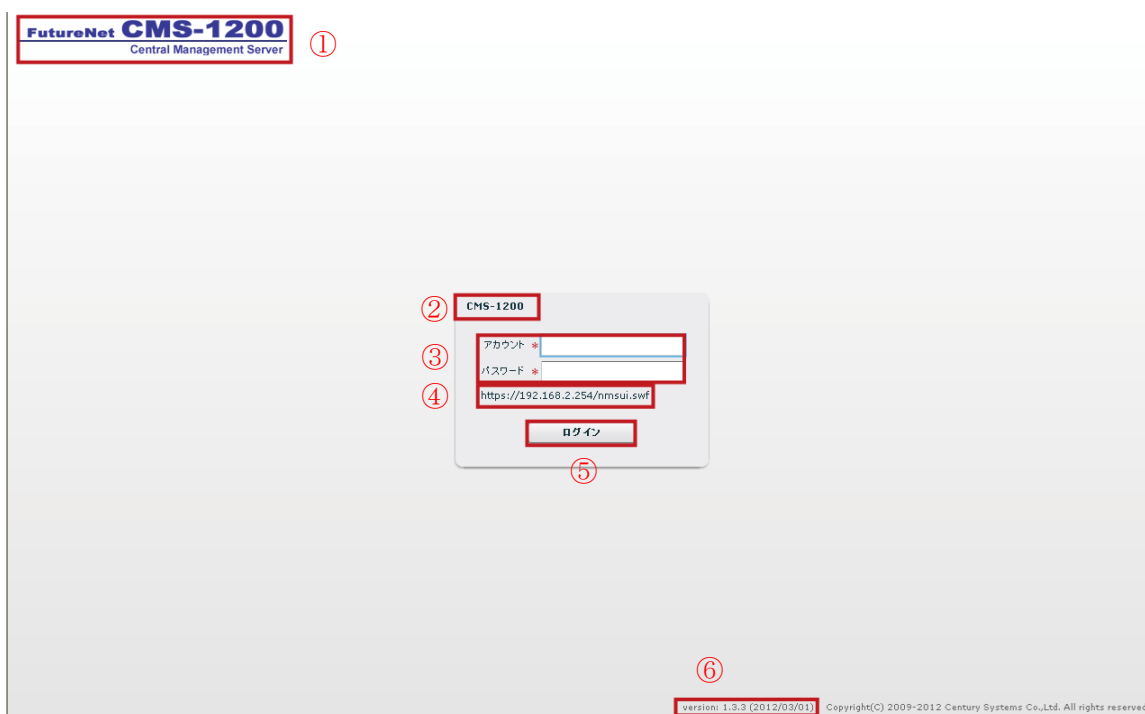 FutureNet CMS-1200
Central Management Server
①
② CMS-1200
③
アカウント *
パスワード *
④ https://192.168.2.254/nmsui.swf
ログイン
⑤
⑥
version: 1.3.3 (2012/03/01) Copyright(C) 2009-2012 Century Systems Co.,Ltd. All rights reserved